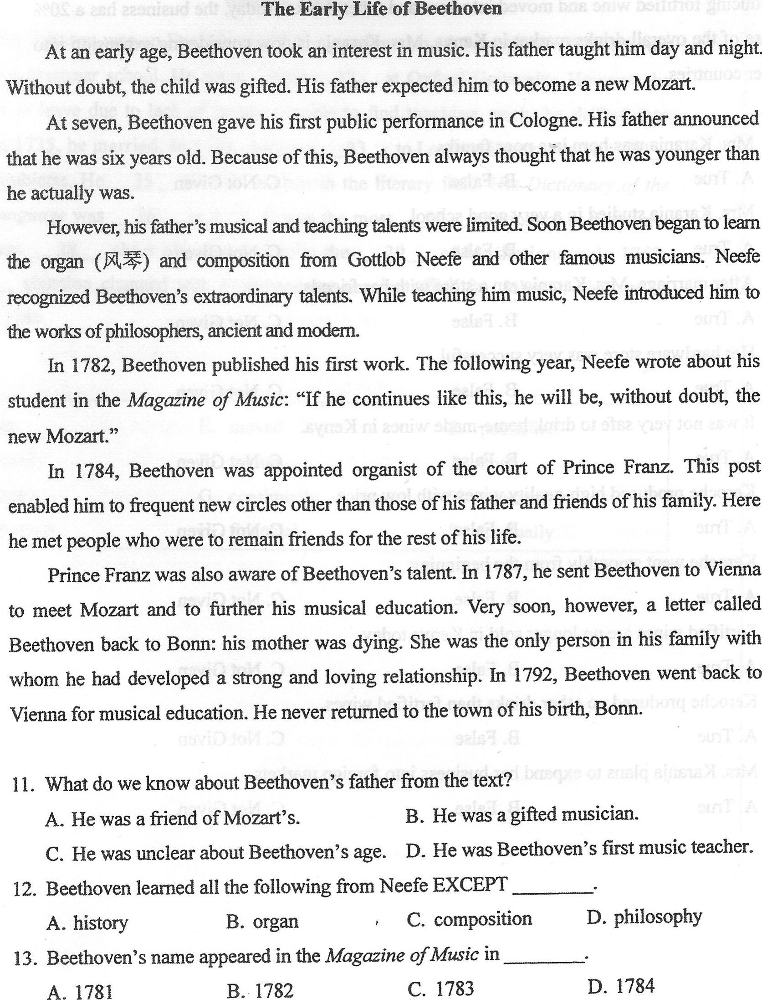 The Early Life of Beethoven
At an early age, Beethoven took an interest in music. His father taught him day and night.
Without doubt, the child was gifted. His father expected him to become a new Mozart.
At seven, Beethoven gave his first public performance in Cologne. His father announced
that he was six years old. Because of this, Beethoven always thought that he was younger than
he actually was.
However, his father's musical and teaching talents were limited. Soon Beethoven began to learn
the organ (风琴) and composition from Gottlob Neefe and other famous musicians. Neefe
recognized Beethoven's extraordinary talents. While teaching him music, Neefe introduced him to
the works of philosophers, ancient and modern.
In 1782, Beethoven published his first work. The following year, Neefe wrote about his
student in the Magazine of Music: "If he continues like this, he will be, without doubt, the
new Mozart."
In 1784, Beethoven was appointed organist of the court of Prince Franz. This post
enabled him to frequent new circles other than those of his father and friends of his family. Here
he met people who were to remain friends for the rest of his life.
Prince Franz was also aware of Beethoven's talent. In 1787, he sent Beethoven to Vienna
to meet Mozart and to further his musical education. Very soon, however, a letter called
Beethoven back to Bonn: his mother was dying. She was the only person in his family with
whom he had developed a strong and loving relationship. In 1792, Beethoven went back to
Vienna for musical education. He never returned to the town of his birth, Bonn.
11. What do we know about Beethoven's father from the text?
A. He was a friend of Mozart's. B. He was a gifted musician.
C. He was unclear about Beethoven's age. D. He was Beethoven's first music teacher.
12. Beethoven learned all the following from Neefe EXCEPT ________.
A. history B. organ C. composition D. philosophy
13. Beethoven's name appeared in the Magazine of Music in ________.
A. 1781 B. 1782 C. 1783 D. 1784